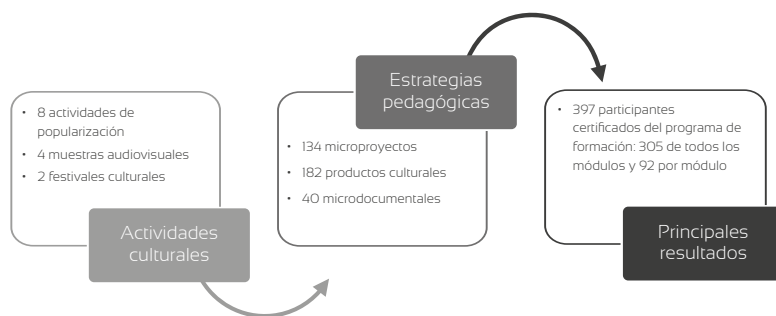 • 8 actividades de
popularización
• 4 muestras audiovisuales
• 2 festivales culturales
Actividades
culturales
Estrategias
pedagógicas
• 134 microproyectos
• 182 productos culturales
• 40 microdocumentales
• 397 participantes
certificados del programa de
formación: 305 de todos los
módulos y 92 por módulo
Principales
resultados